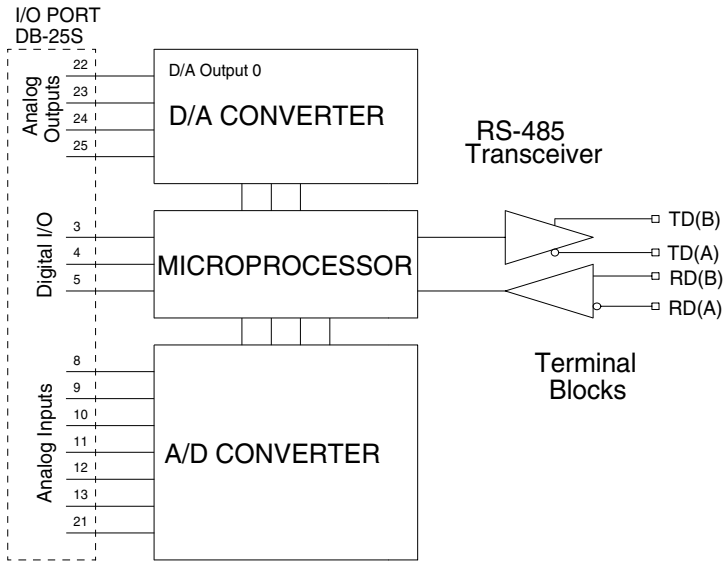 I/O PORT
DB-25S
Analog
Outputs
22
23
24
25
D/A Output 0
D/A CONVERTER
RS-485
Transceiver
Digital I/O
3
4
5
MICROPROCESSOR
TD(B)
TD(A)
RD(B)
RD(A)
Terminal
Blocks
Analog Inputs
8
9
10
11
12
13
21
A/D CONVERTER